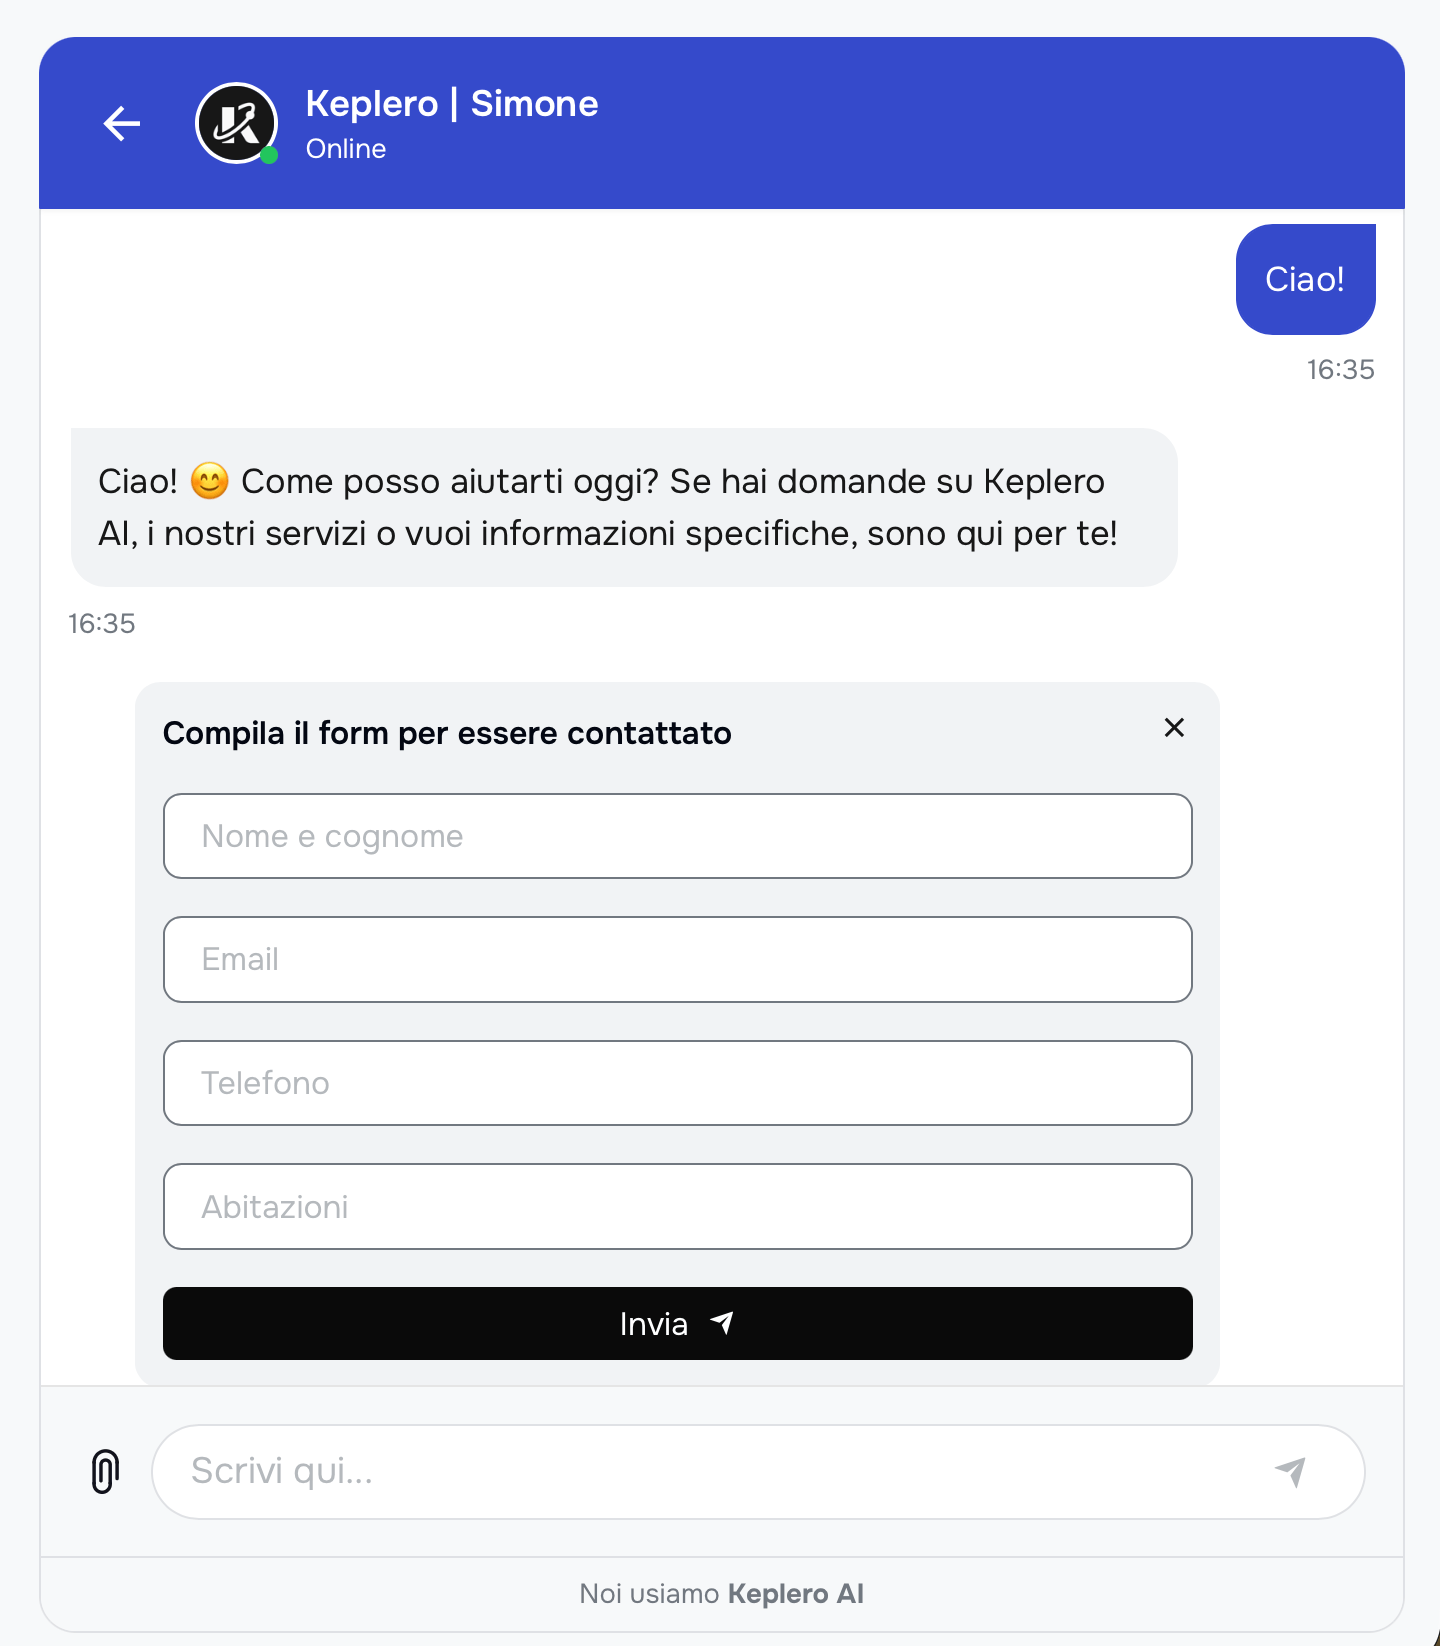 Keplero | Simone
Online
Ciao!
16:35
Ciao! 😊 Come posso aiutarti oggi? Se hai domande su Keplero
AI, i nostri servizi o vuoi informazioni specifiche, sono qui per te!
16:35
Compila il form per essere contattato
Nome e cognome
Email
Telefono
Abitazioni
Invia
Scrivi qui...
Noi usiamo Keplero AI